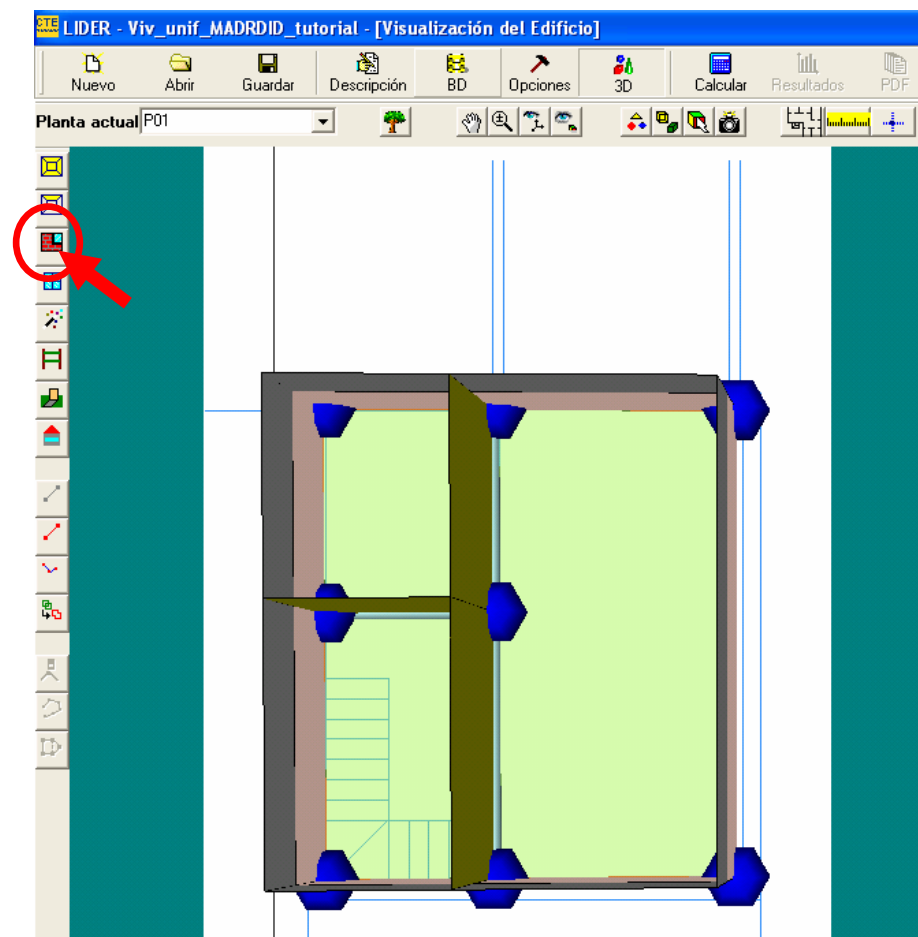 CTE LIDER - Viv_unif_MADRDID_tutorial - [Visualización del Edificio]
Nuevo Abrir Guardar Descripción BD Opciones 3D Calcular Resultados PDF
Planta actual P01